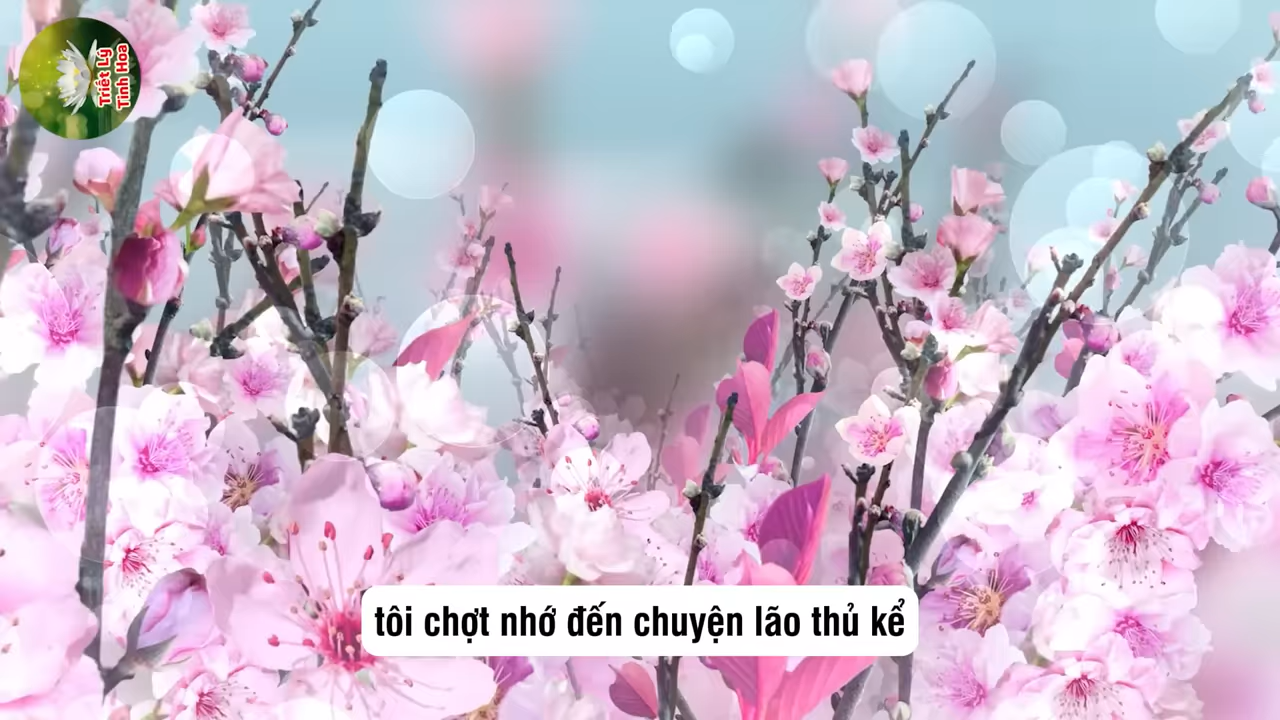 Triết Lý
Tinh Hoa
tôi chợt nhớ đến chuyện lão thủ kể